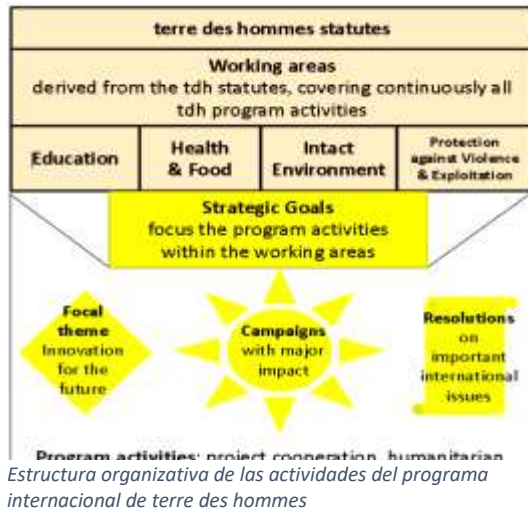 terre des hommes statutes
Working areas
derived from the tdh statutes, covering continuously all
tdh program activities
Education
Health
& Food
Intact
Environment
Protection
against Violence
& Exploitation
Strategic Goals
focus the program activities
within the working areas
Focal
theme
Innovation
for the
future
Campaigns
with major
impact
Resolutions
on
important
international
issues
Program activities: project cooperation, humanitarian
Estructura organizativa de las actividades del programa
internacional de terre des hommes